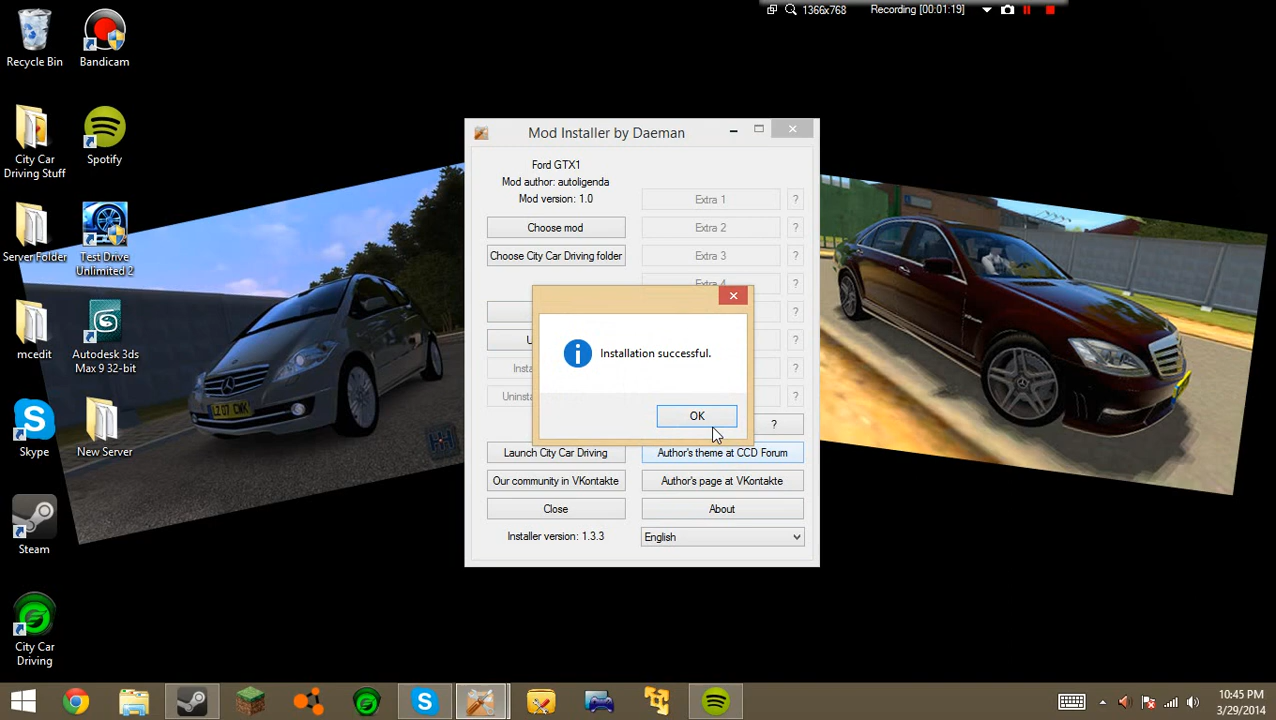 1366x768
Recording [00:01:19]
Recycle Bin
Bandicam
City Car
Driving Stuff
Spotify
Server Folder
Test Drive
Unlimited 2
mcedit
Autodesk 3ds
Max 9 32-bit
Skype
New Server
Steam
City Car
Driving
Mod Installer by Daeman
Ford GTX1
Mod author: autoligenda
Mod version: 1.0
Extra 1
?
Choose mod
Extra 2
?
Choose City Car Driving folder
Extra 3
?
Extra 4
?
?
U
?
Insta
?
Uninsta
?
Installation successful.
OK
?
Launch City Car Driving
Author's theme at CCD Forum
Our community in VKontakte
Author's page at VKontakte
Close
About
Installer version: 1.3.3
English
10:45 PM
3/29/2014